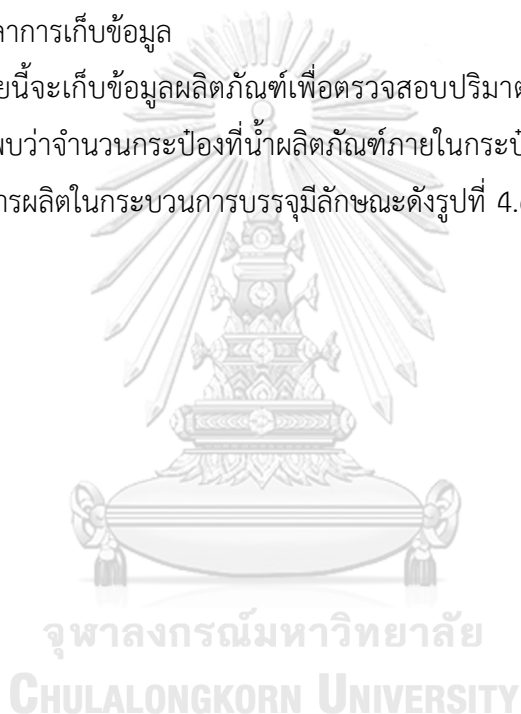 าการเก็บข้อมูล
ยนี้จะเก็บข้อมูลผลิตภัณฑ์เพื่อตรวจสอบปริมาต
พบว่าจำนวนกระป๋องที่น้ำผลิตภัณฑ์ภายในกระป๋
ารผลิตในกระบวนการบรรจุมีลักษณะดังรูปที่ 4.
จุฬาลงกรณ์มหาวิทยาลัย
CHULALONGKORN UNIVERSITY